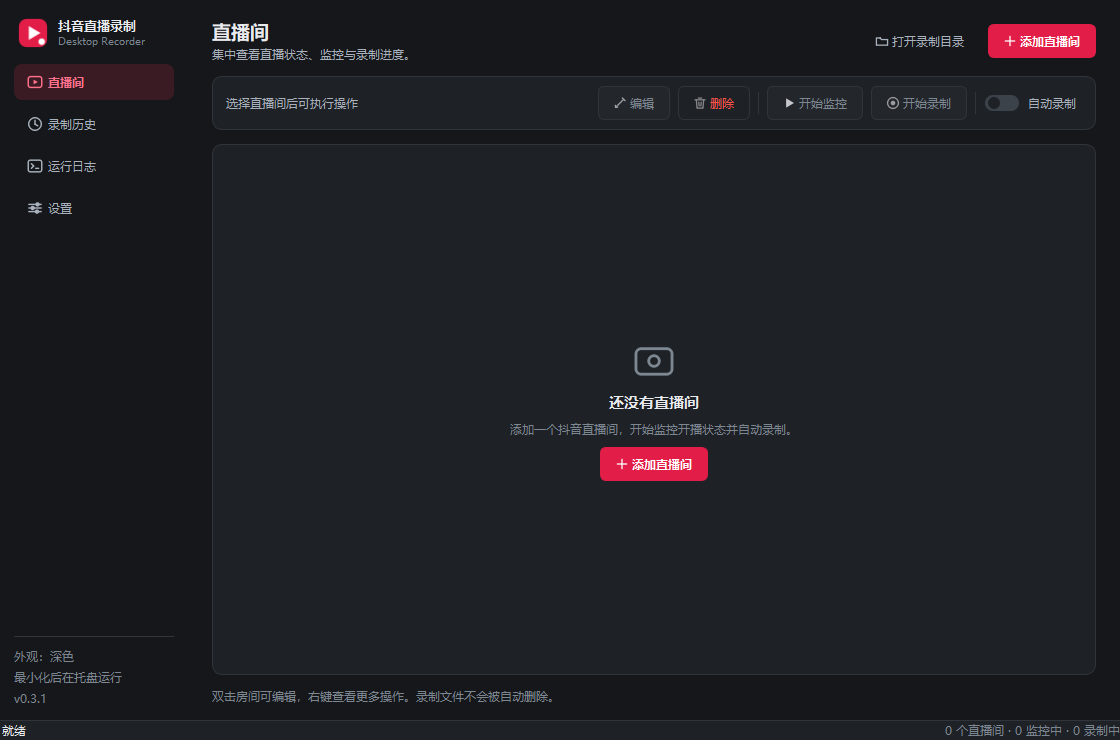 抖音直播录制
Desktop Recorder
直播间
录制历史
运行日志
设置
外观：深色
最小化后在托盘运行
v0.3.1
直播间
集中查看直播状态、监控与录制进度。
打开录制目录
添加直播间
选择直播间后可执行操作
编辑
删除
开始监控
开始录制
自动录制
还没有直播间
添加一个抖音直播间，开始监控开播状态并自动录制。
添加直播间
双击房间可编辑，右键查看更多操作。录制文件不会被自动删除。
就绪
0 个直播间 · 0 监控中 · 0 录制中